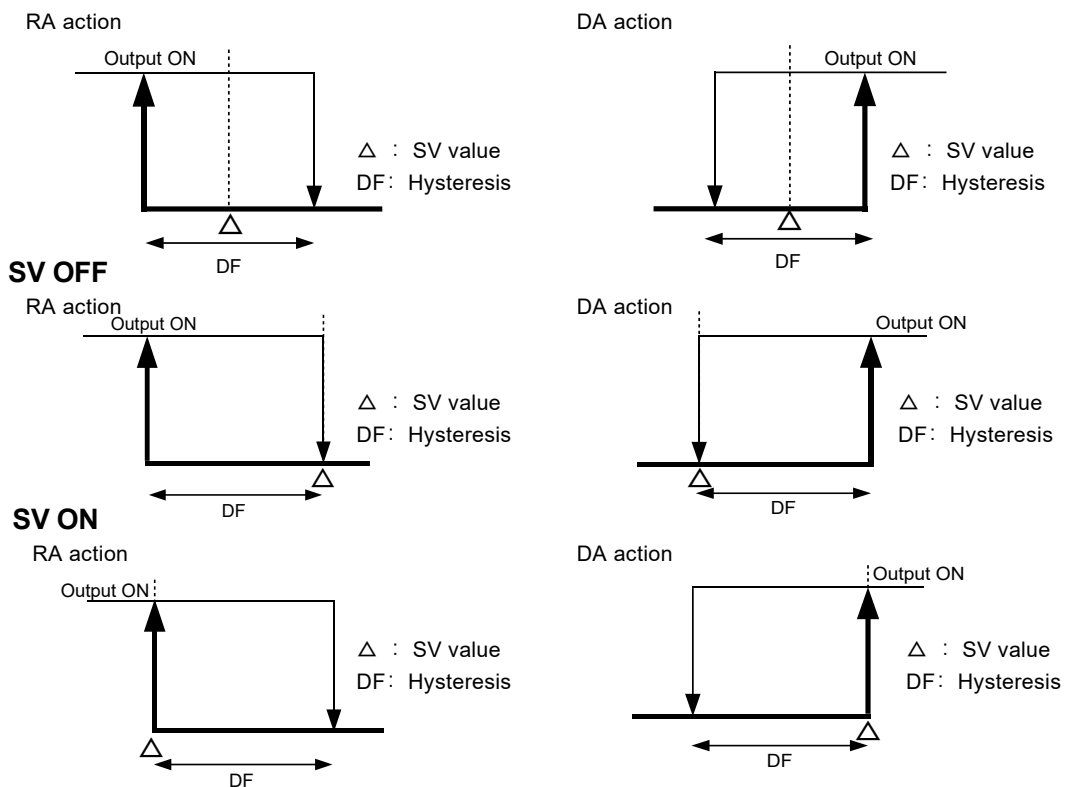 RA action
DA action
Output ON
Output ON
△ : SV value
DF: Hysteresis
△ : SV value
DF: Hysteresis
DF
DF
SV OFF
RA action
DA action
Output ON
Output ON
△ : SV value
DF: Hysteresis
△ : SV value
DF: Hysteresis
DF
DF
SV ON
RA action
DA action
Output ON
Output ON
△ : SV value
DF: Hysteresis
△ : SV value
DF: Hysteresis
DF
DF